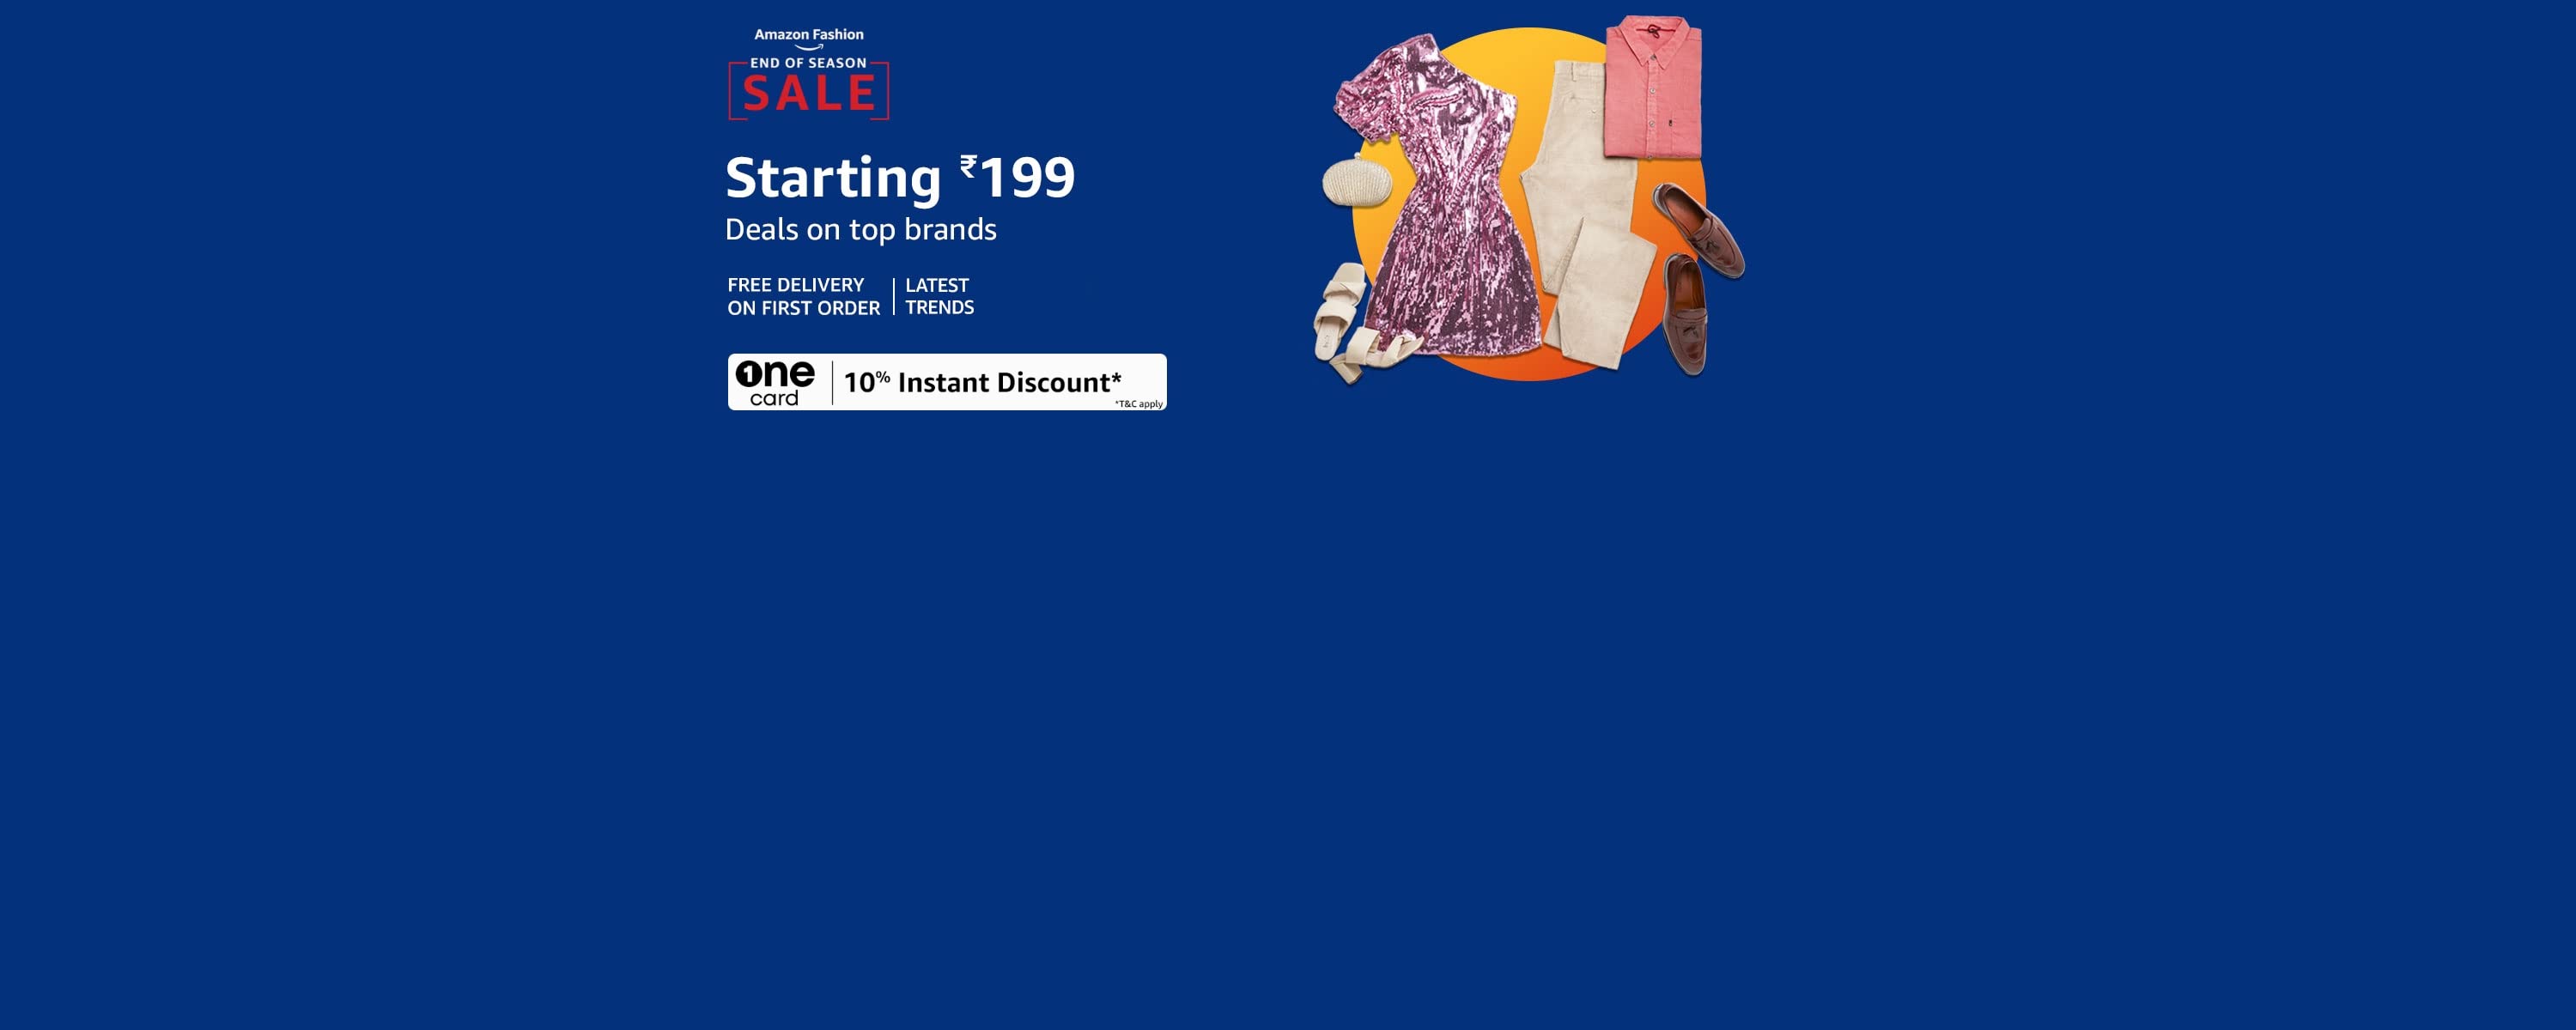 Amazon Fashion
END OF SEASON
SALE
Starting ₹199
Deals on top brands
FREE DELIVERY
ON FIRST ORDER
LATEST
TRENDS
One
card
10% Instant Discount*
*T&C apply